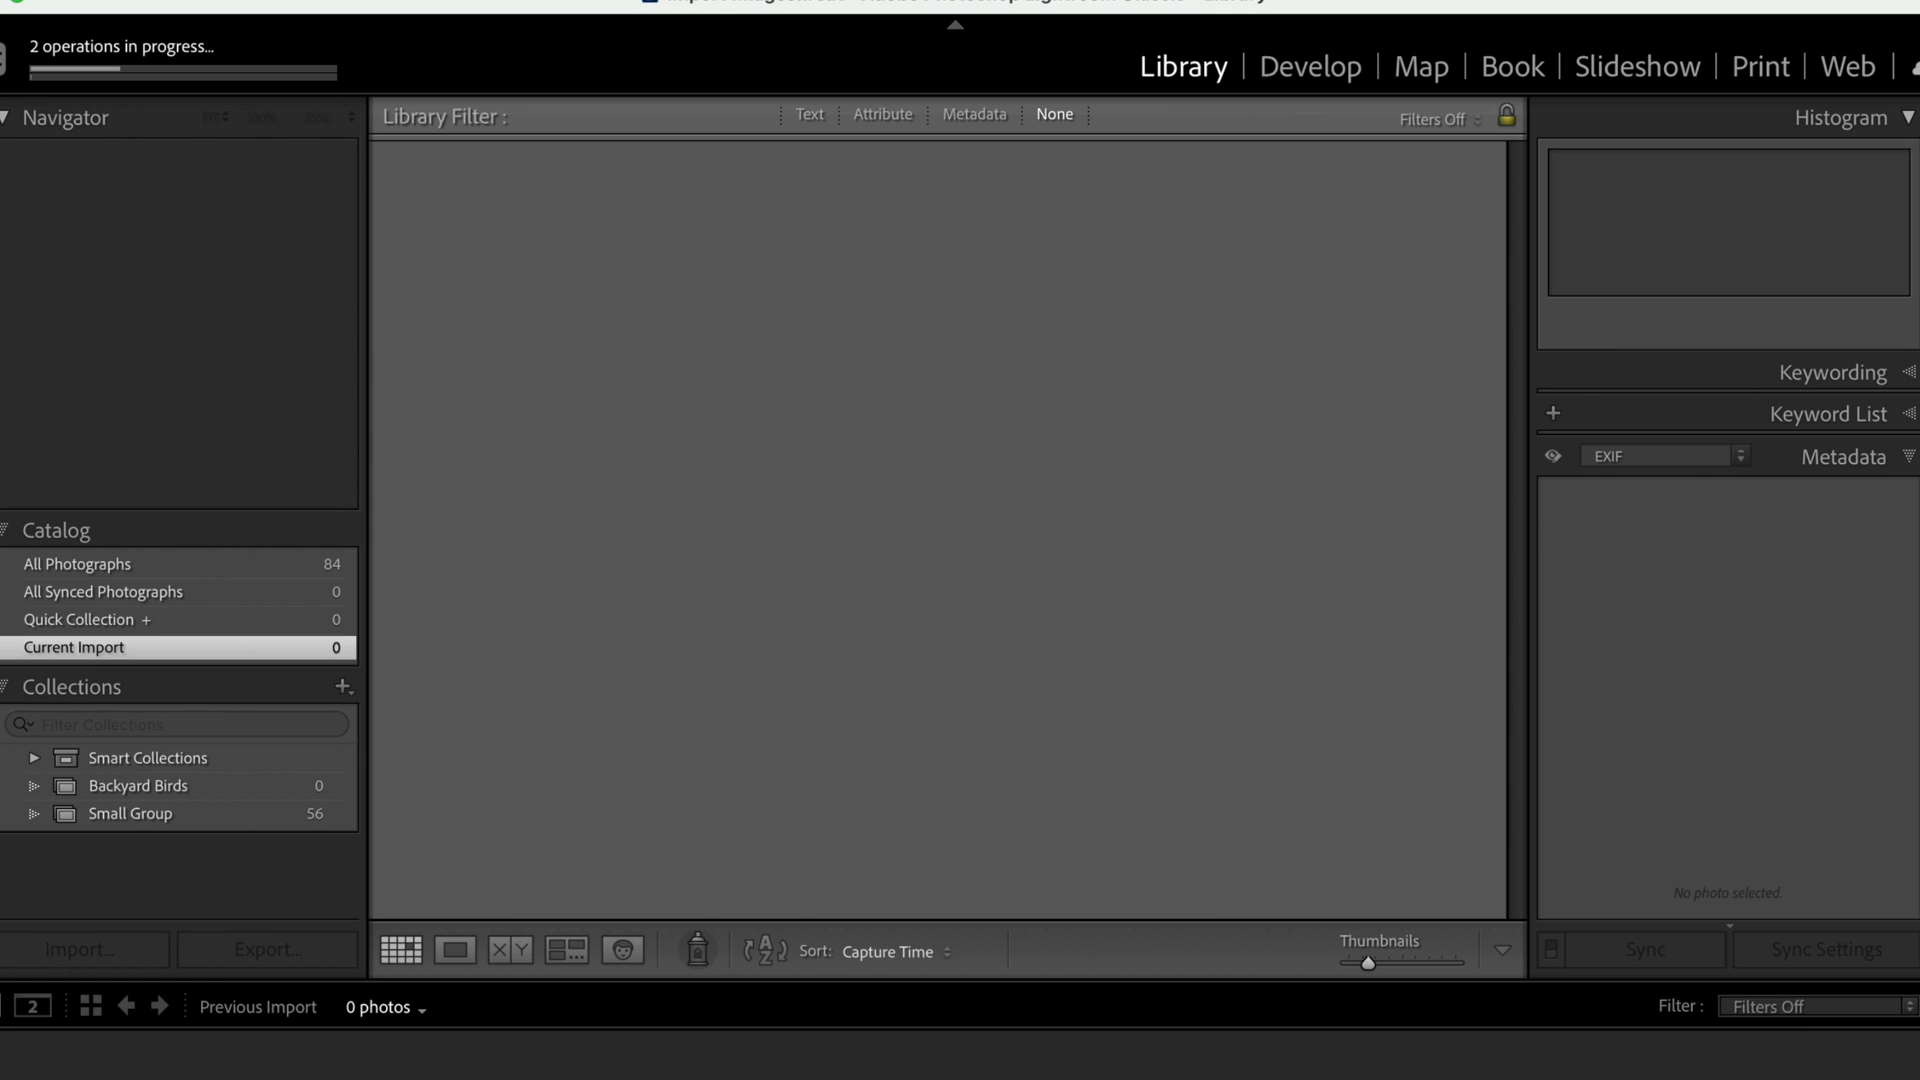 2 operations in progress...
Library Develop Map Book Slideshow Print Web
Navigator
Library Filter : Text Attribute Metadata None Filters Off
Histogram
Keywording
Keyword List
EXIF Metadata
Catalog
All Photographs 84
All Synced Photographs 0
Quick Collection + 0
Current Import 0
Collections
Filter Collections
Smart Collections
Backyard Birds 0
Small Group 56
No photo selected.
Import... Export...
X Y
Sort: Capture Time
Thumbnails
Sync Sync Settings
2 Previous Import 0 photos
Filter : Filters Off